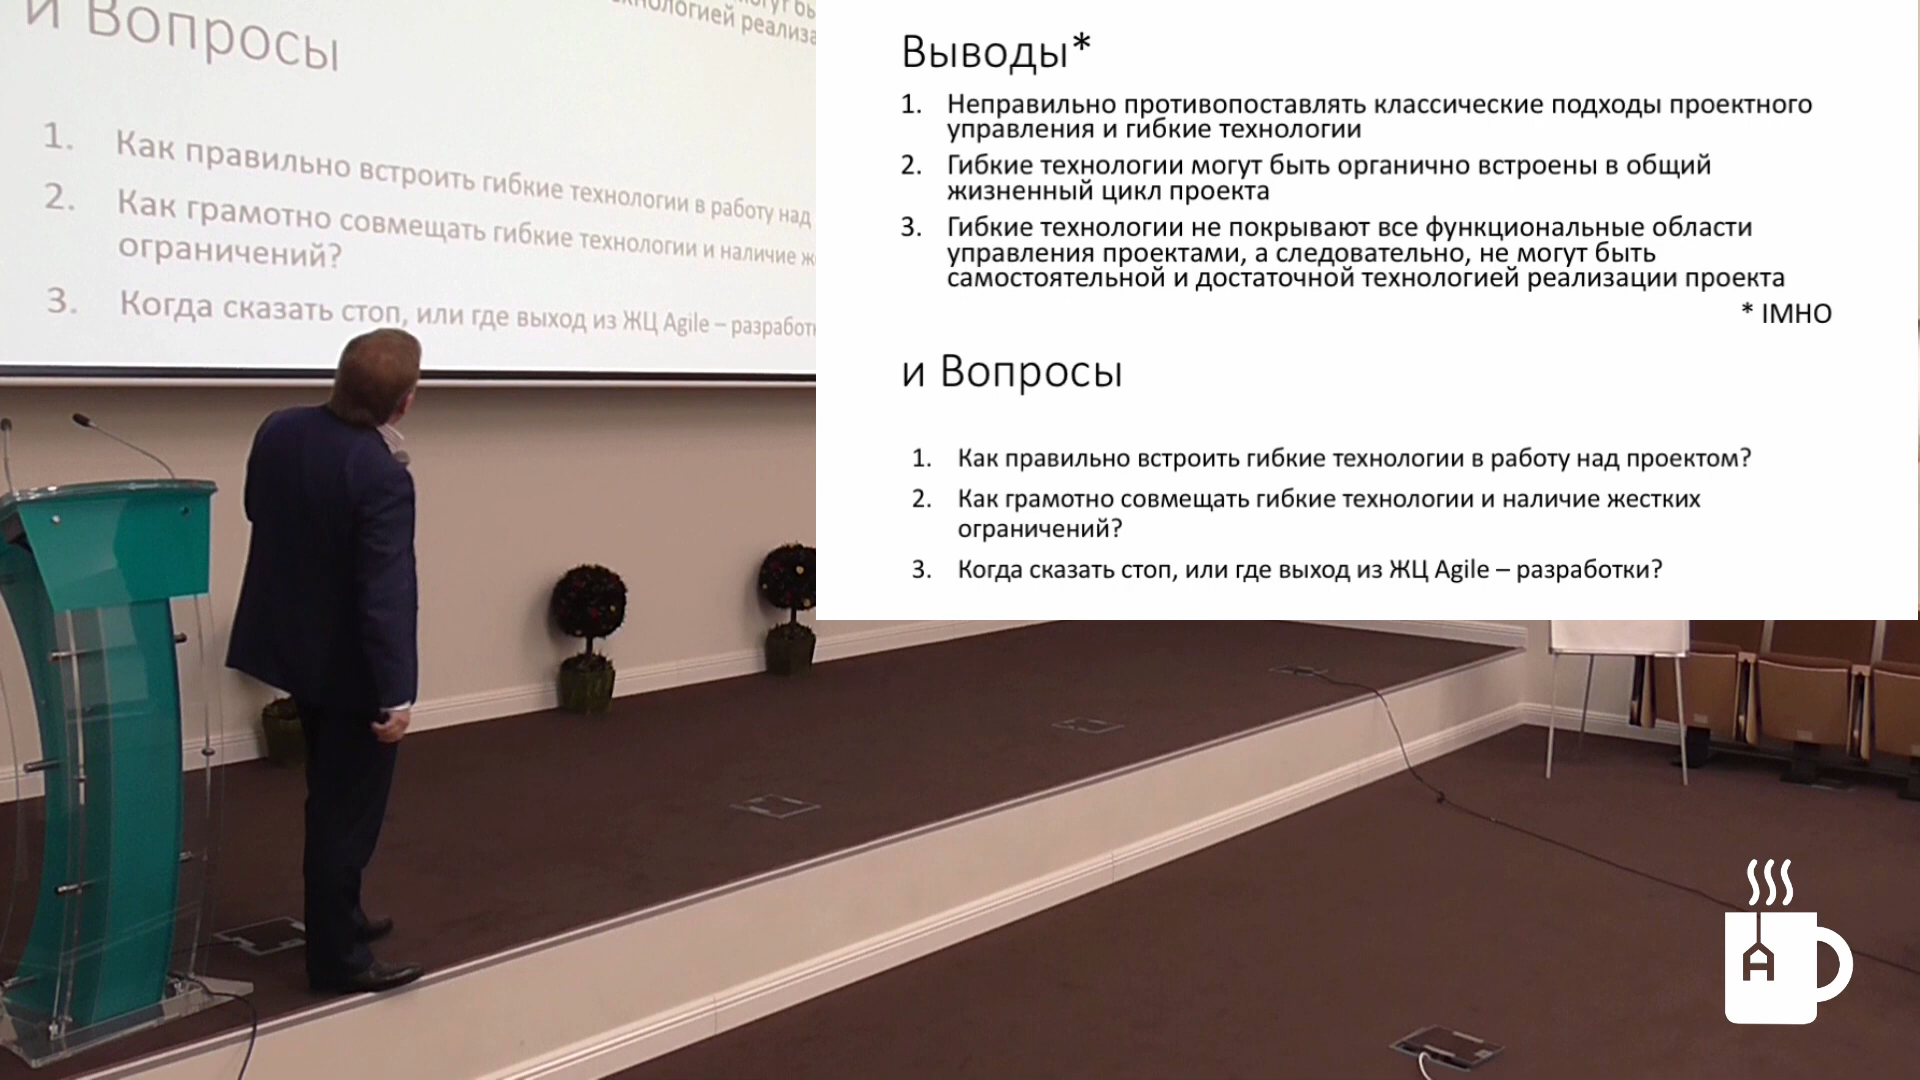 и Вопросы
1. Как правильно встроить гибкие технологии в работу над
2. Как грамотно совмещать гибкие технологии и наличие
ограничений?
3. Когда сказать стоп, или где выход из ЖЦ Agile –
Выводы*
1. Неправильно противопоставлять классические подходы проектного
управления и гибкие технологии
2. Гибкие технологии могут быть органично встроены в общий
жизненный цикл проекта
3. Гибкие технологии не покрывают все функциональные области
управления проектами, а следовательно, не могут быть
самостоятельной и достаточной технологией реализации проекта
* IMHO
и Вопросы
1. Как правильно встроить гибкие технологии в работу над проектом?
2. Как грамотно совмещать гибкие технологии и наличие жестких
ограничений?
3. Когда сказать стоп, или где выход из ЖЦ Agile – разработки?
A